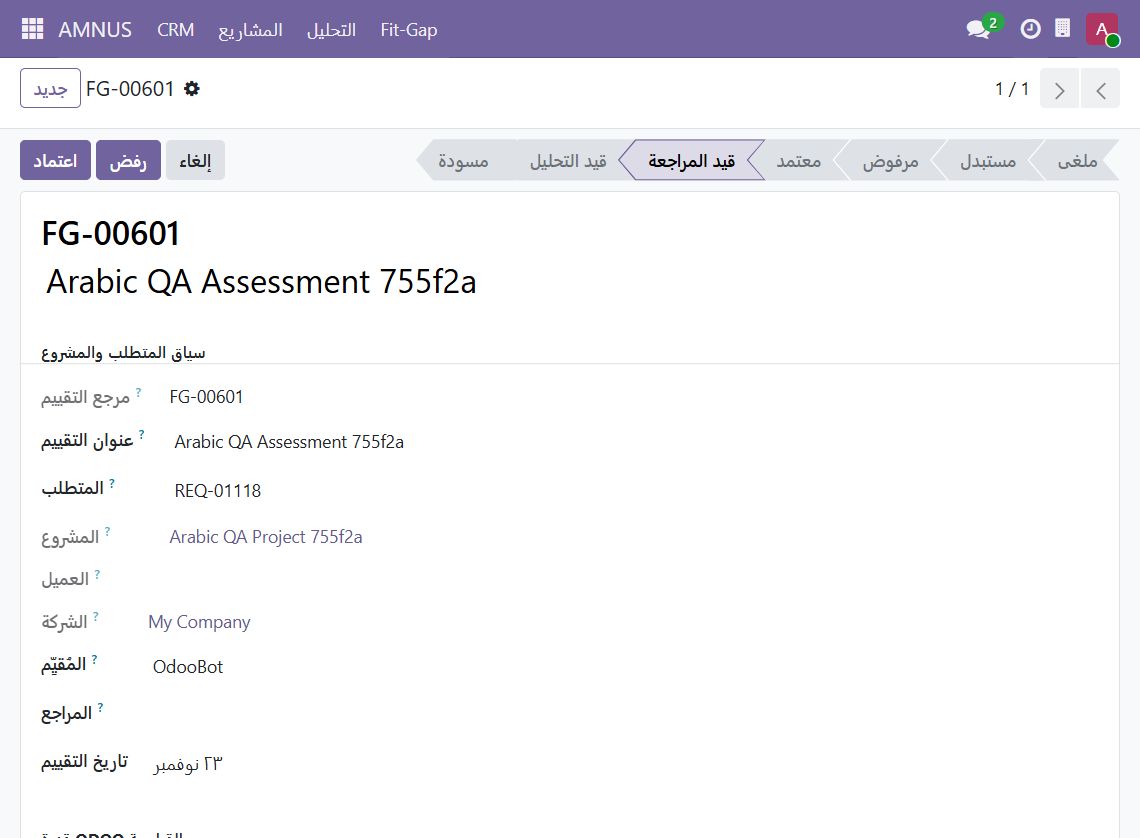 AMNUS CRM المشاريع التحليل Fit-Gap 2 A
جديد FG-00601 1 / 1
اعتماد رفض إلغاء مسودة قيد التحليل قيد المراجعة معتمد مرفوض مستبدل ملغى
FG-00601
Arabic QA Assessment 755f2a
سياق المتطلب والمشروع
مرجع التقييم ? FG-00601
عنوان التقييم ? Arabic QA Assessment 755f2a
المتطلب ? REQ-01118
المشروع ? Arabic QA Project 755f2a
العميل ?
الشركة ? My Company
المُقيِّم ? OdooBot
المراجع ?
تاريخ التقييم ٢٣ نوفمبر